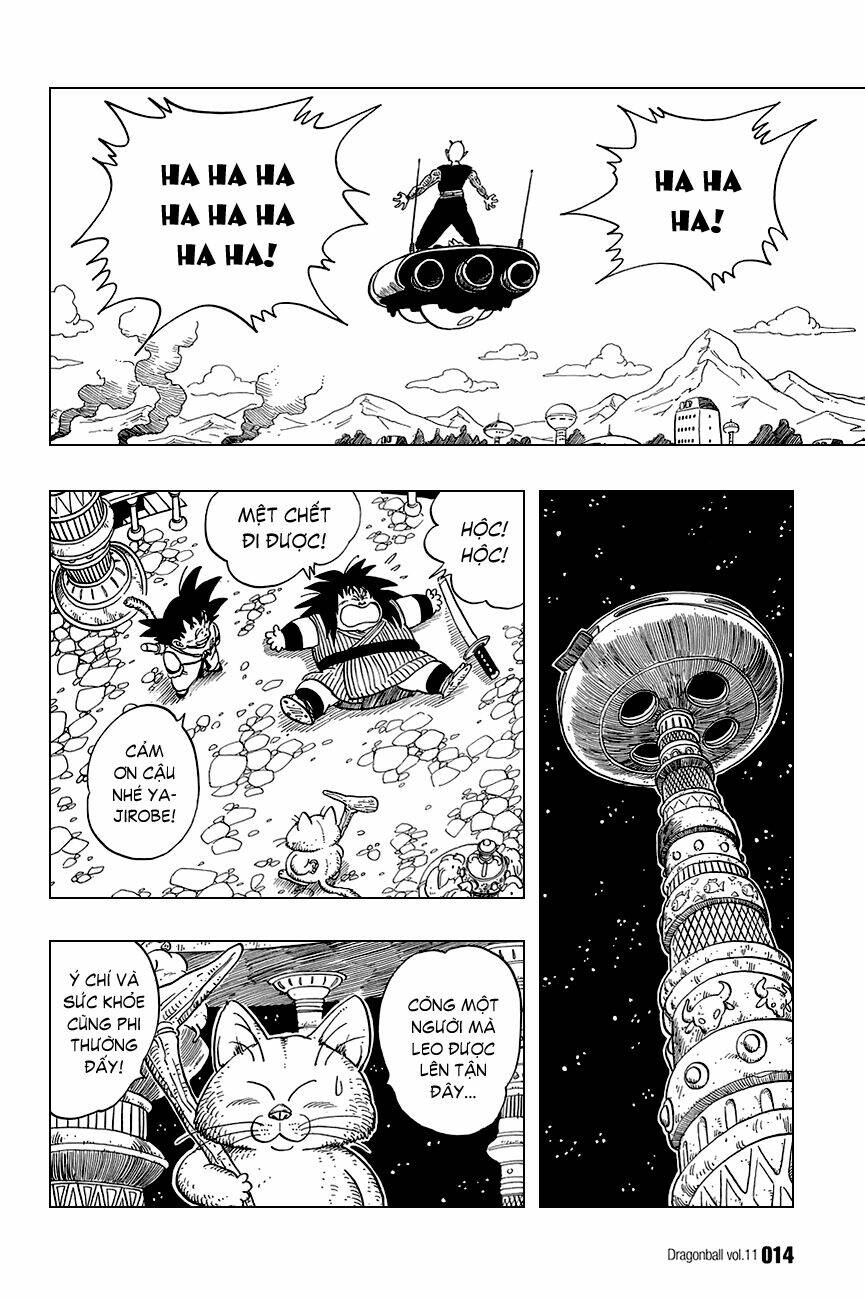 HA HA
HA!
HA HA HA
HA HA HA
HA HA!
HỘC!
HỘC!
MỆT CHẾT
ĐI ĐƯỢC!
CẢM
ƠN CẬU
NHÉ YA-
JIROBE!
CÕNG MỘT
NGƯỜI MÀ
LEO ĐƯỢC
LÊN TẬN
ĐÂY...
Ý CHÍ VÀ
SỨC KHỎE
CŨNG PHI
THƯỜNG
ĐẤY!
Dragonball vol.11 014